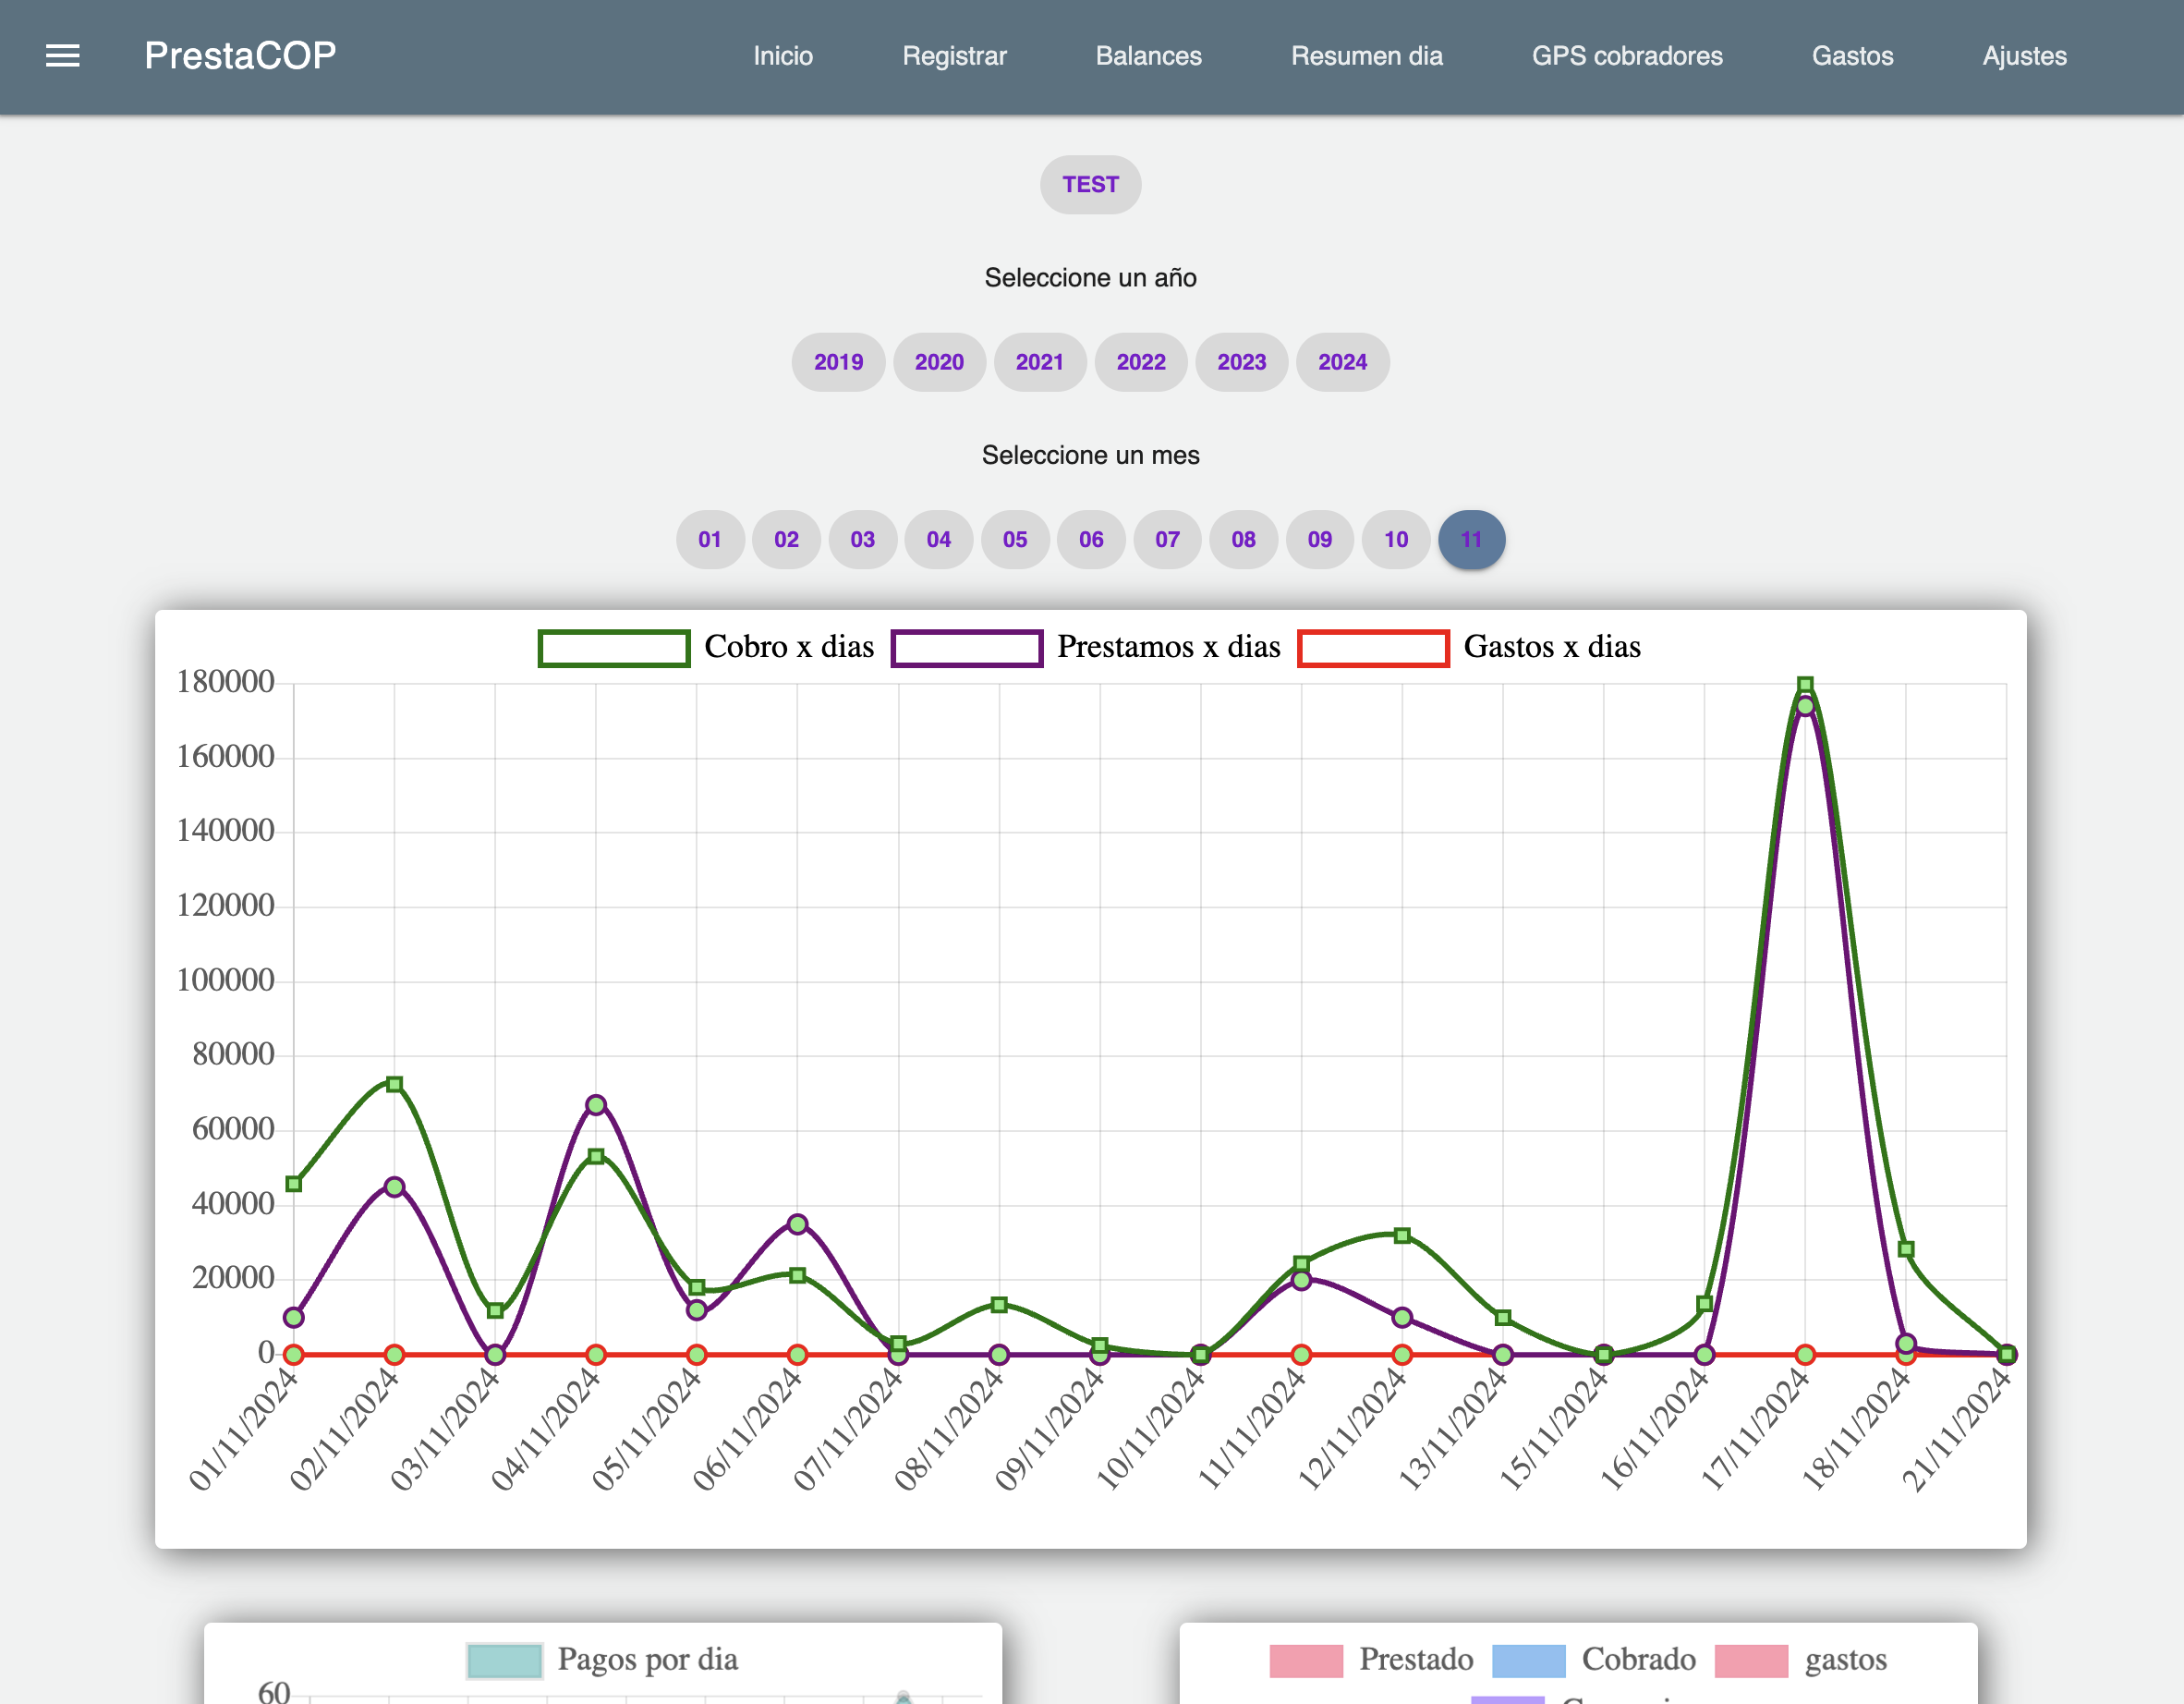 PrestaCOP Inicio Registrar Balances Resumen dia GPS cobradores Gastos Ajustes
TEST
Seleccione un año
2019 2020 2021 2022 2023 2024
Seleccione un mes
01 02 03 04 05 06 07 08 09 10 11
Cobro x dias Prestamos x dias Gastos x dias
180000
160000
140000
120000
100000
80000
60000
40000
20000
0
01/11/2024 02/11/2024 03/11/2024 04/11/2024 05/11/2024 06/11/2024 07/11/2024 08/11/2024 09/11/2024 10/11/2024 11/11/2024 12/11/2024 13/11/2024 15/11/2024 16/11/2024 17/11/2024 18/11/2024 21/11/2024
Pagos por dia
60
Prestado Cobrado gastos